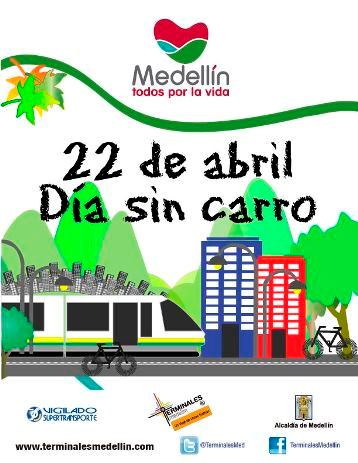 Medellín
todos por la vida
22 de abril
Día sin carro
VIGILADO
SUPERTRANSPORTE
TERMINALES
Alcaldía de Medellín
www.terminalesmedellin.com
@TerminalesMed
TerminalesMedellin